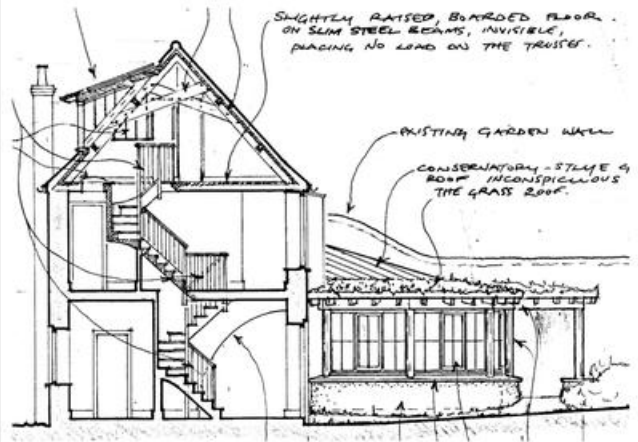 SLIGHTLY RAISED, BOARDED FLOOR.
ON SLIM STEEL BEAMS, INVISIBLE,
PLACING NO LOAD ON THE TRUSSES.
EXISTING GARDEN WALL
CONSERVATORY-STYLE G
ROOF INCONSPICUOUS
THE GRASS ROOF.